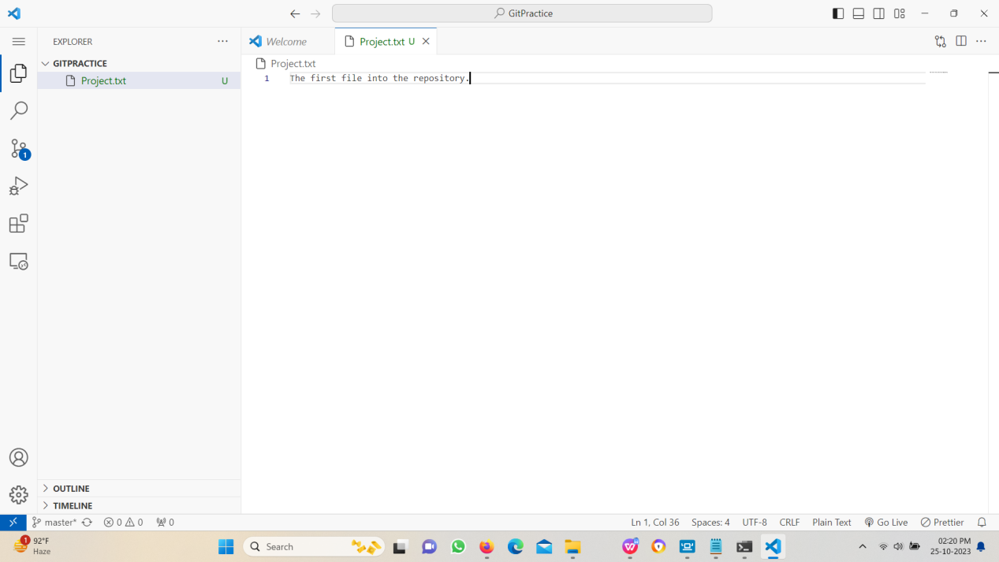 GitPractice
EXPLORER
Welcome
Project.txt U
GITPRACTICE
Project.txt U
Project.txt
1 The first file into the repository.
1
OUTLINE
TIMELINE
master* 0 0 0
Ln 1, Col 36 Spaces: 4 UTF-8 CRLF Plain Text Go Live Prettier
1
92°F
Haze
Search
02:20 PM
25-10-2023